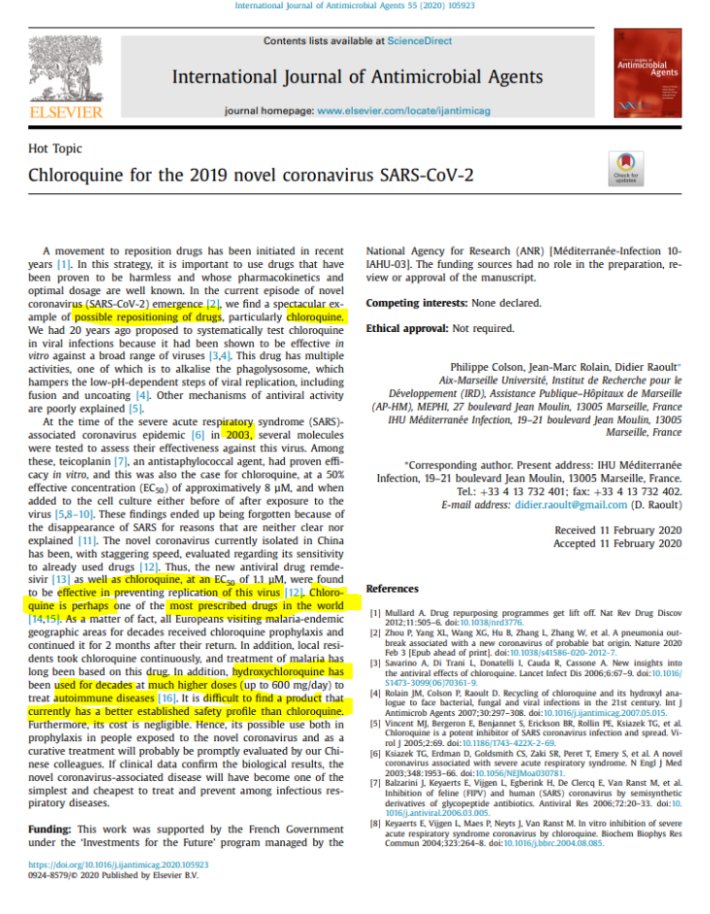 International Journal of Antimicrobial Agents 55 (2020) 105923
Contents lists available at ScienceDirect
International Journal of Antimicrobial Agents
journal homepage: www.elsevier.com/locate/ijantimicag
ELSEVIER
Antimicrobial
Agents
Hot Topic
Chloroquine for the 2019 novel coronavirus SARS-CoV-2
Check for
updates
A movement to reposition drugs has been initiated in recent
years [1]. In this strategy, it is important to use drugs that have
been proven to be harmless and whose pharmacokinetics and
optimal dosage are well known. In the current episode of novel
coronavirus (SARS-CoV-2) emergence [2], we find a spectacular ex-
ample of possible repositioning of drugs, particularly chloroquine.
We had 20 years ago proposed to systematically test chloroquine
in viral infections because it had been shown to be effective in
vitro against a broad range of viruses [3,4]. This drug has multiple
activities, one of which is to alkalise the phagolysosome, which
hampers the low-pH-dependent steps of viral replication, including
fusion and uncoating [4]. Other mechanisms of antiviral activity
are poorly explained [5].
At the time of the severe acute respiratory syndrome (SARS)-
associated coronavirus epidemic [6] in 2003, several molecules
were tested to assess their effectiveness against this virus. Among
these, teicoplanin [7], an antistaphylococcal agent, had proven effi-
cacy in vitro, and this was also the case for chloroquine, at a 50%
effective concentration (EC50) of approximately 8 μM, and when
added to the cell culture either before of after exposure to the
virus [5,8–10]. These findings ended up being forgotten because of
the disappearance of SARS for reasons that are neither clear nor
explained [11]. The novel coronavirus currently isolated in China
has been, with staggering speed, evaluated regarding its sensitivity
to already used drugs [12]. Thus, the new antiviral drug remde-
sivir [13] as well as chloroquine, at an EC50 of 1.1 μM, were found
to be effective in preventing replication of this virus [12]. Chloro-
quine is perhaps one of the most prescribed drugs in the world
[14,15]. As a matter of fact, all Europeans visiting malaria-endemic
geographic areas for decades received chloroquine prophylaxis and
continued it for 2 months after their return. In addition, local resi-
dents took chloroquine continuously, and treatment of malaria has
long been based on this drug. In addition, hydroxychloroquine has
been used for decades at much higher doses (up to 600 mg/day) to
treat autoimmune diseases [16]. It is difficult to find a product that
currently has a better established safety profile than chloroquine.
Furthermore, its cost is negligible. Hence, its possible use both in
prophylaxis in people exposed to the novel coronavirus and as a
curative treatment will probably be promptly evaluated by our Chi-
nese colleagues. If clinical data confirm the biological results, the
novel coronavirus-associated disease will have become one of the
simplest and cheapest to treat and prevent among infectious res-
piratory diseases.
Funding: This work was supported by the French Government
under the ‘Investments for the Future’ program managed by the
National Agency for Research (ANR) [Méditerranée-Infection 10-
IAHU-03]. The funding sources had no role in the preparation, re-
view or approval of the manuscript.
Competing interests: None declared.
Ethical approval: Not required.
Philippe Colson, Jean-Marc Rolain, Didier Raoult*
Aix-Marseille Université, Institut de Recherche pour le
Développement (IRD), Assistance Publique–Hôpitaux de Marseille
(AP-HM), MEPHI, 27 boulevard Jean Moulin, 13005 Marseille, France
IHU Méditerranée Infection, 19–21 boulevard Jean Moulin, 13005
Marseille, France
*Corresponding author. Present address: IHU Méditerranée
Infection, 19–21 boulevard Jean Moulin, 13005 Marseille, France.
Tel.: +33 4 13 732 401; fax: +33 4 13 732 402.
E-mail address: didier.raoult@gmail.com (D. Raoult)
Received 11 February 2020
Accepted 11 February 2020
References
[1] Mullard A. Drug repurposing programmes get lift off. Nat Rev Drug Discov
2012;11:505–6. doi:10.1038/nrd3776.
[2] Zhou P, Yang XL, Wang XG, Hu B, Zhang L, Zhang W, et al. A pneumonia out-
break associated with a new coronavirus of probable bat origin. Nature 2020
Feb 3 [Epub ahead of print]. doi:10.1038/s41586-020-2012-7.
[3] Savarino A, Di Trani L, Donatelli I, Cauda R, Cassone A. New insights into
the antiviral effects of chloroquine. Lancet Infect Dis 2006;6:67–9. doi:10.1016/
S1473-3099(06)70361-9.
[4] Rolain JM, Colson P, Raoult D. Recycling of chloroquine and its hydroxyl ana-
logue to face bacterial, fungal and viral infections in the 21st century. Int J
Antimicrob Agents 2007;30:297–308. doi:10.1016/j.ijantimicag.2007.05.015.
[5] Vincent MJ, Bergeron E, Benjannet S, Erickson BR, Rollin PE, Ksiazek TG, et al.
Chloroquine is a potent inhibitor of SARS coronavirus infection and spread. Vi-
rol J 2005;2:69. doi:10.1186/1743-422X-2-69.
[6] Ksiazek TG, Erdman D, Goldsmith CS, Zaki SR, Peret T, Emery S, et al. A novel
coronavirus associated with severe acute respiratory syndrome. N Engl J Med
2003;348:1953–66. doi:10.1056/NEJMoa030781.
[7] Balzarini J, Keyaerts E, Vijgen L, Egberink H, De Clercq E, Van Ranst M, et al.
Inhibition of feline (FIPV) and human (SARS) coronavirus by semisynthetic
derivatives of glycopeptide antibiotics. Antiviral Res 2006;72:20–33. doi:10.
1016/j.antiviral.2006.03.005.
[8] Keyaerts E, Vijgen L, Maes P, Neyts J, Van Ranst M. In vitro inhibition of severe
acute respiratory syndrome coronavirus by chloroquine. Biochem Biophys Res
Commun 2004;323:264–8. doi:10.1016/j.bbrc.2004.08.085.
https://doi.org/10.1016/j.ijantimicag.2020.105923
0924-8579/© 2020 Published by Elsevier B.V.